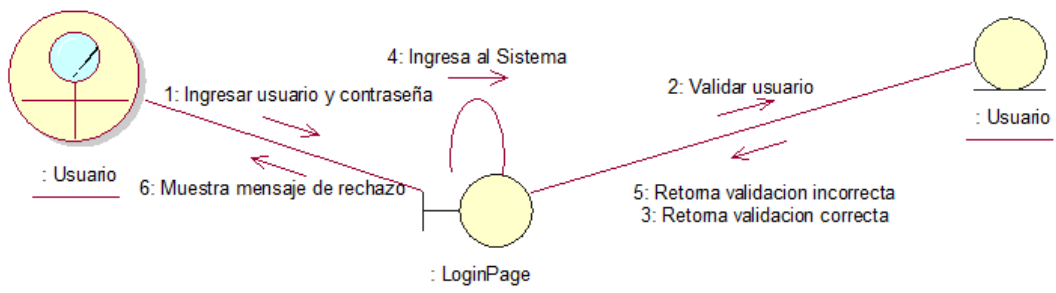 4: Ingresa al Sistema
1: Ingresar usuario y contraseña
2: Validar usuario
: Usuario
: Usuario
6: Muestra mensaje de rechazo
5: Retorna validacion incorrecta
3: Retorna validacion correcta
: LoginPage